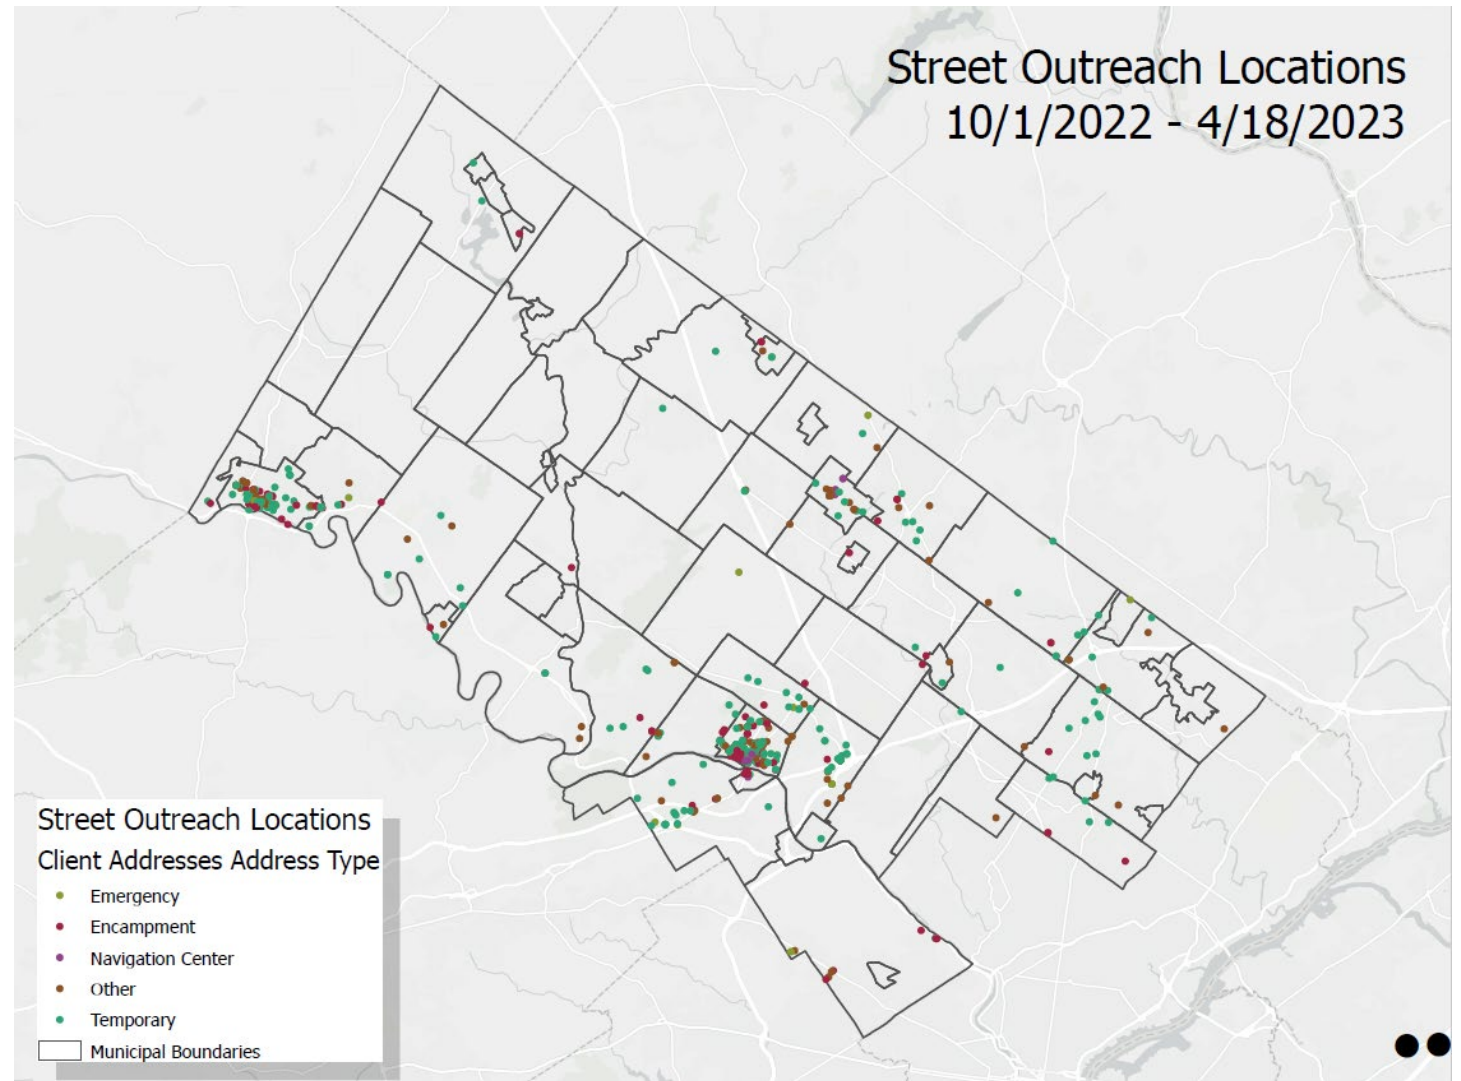 Street Outreach Locations
10/1/2022 - 4/18/2023
Street Outreach Locations
Client Addresses Address Type
Emergency
Encampment
Navigation Center
Other
Temporary
Municipal Boundaries